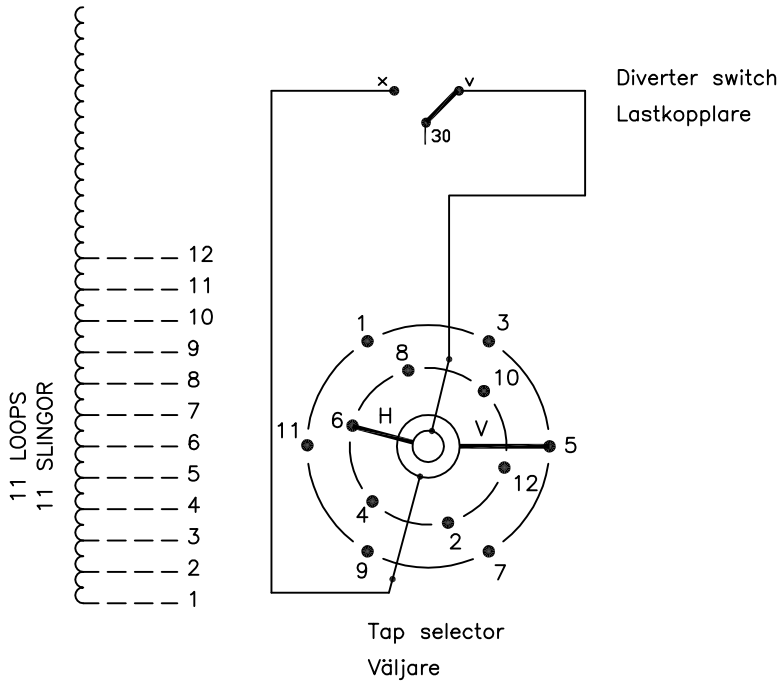 x
v
30
Diverter switch
Lastkopplare
12
11
10
9
8
7
6
5
4
3
2
1
11 LOOPS
11 SLINGOR
1
3
8
10
6
H
V
11
5
12
4
2
9
7
Tap selector
Väljare